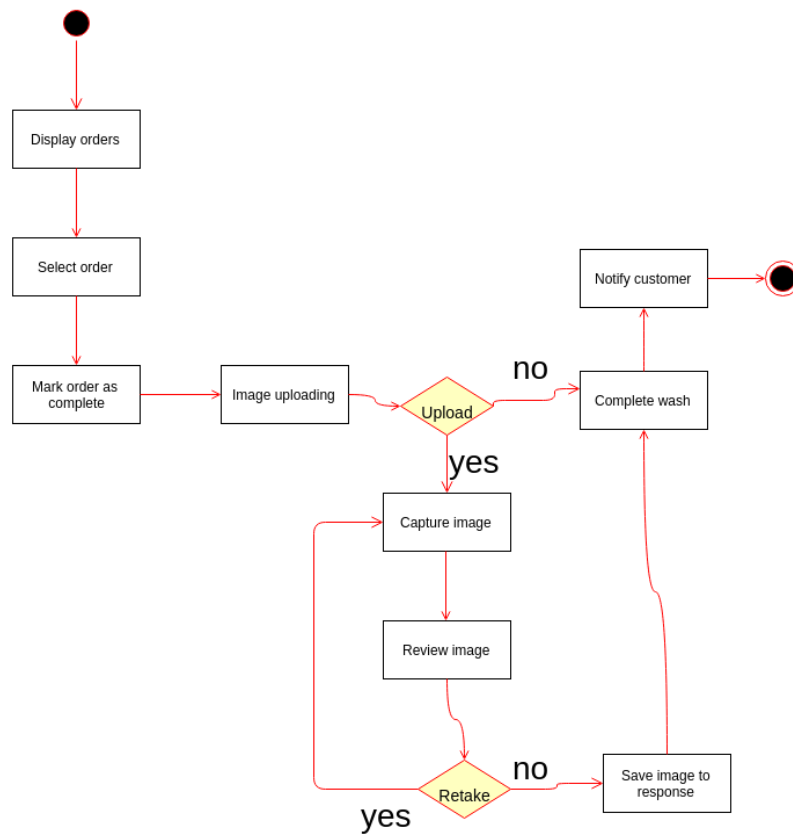 Display orders
Select order
Mark order as
complete
Image uploading
Upload
no
yes
Complete wash
Notify customer
Capture image
Review image
Retake
yes
no
Save image to
response